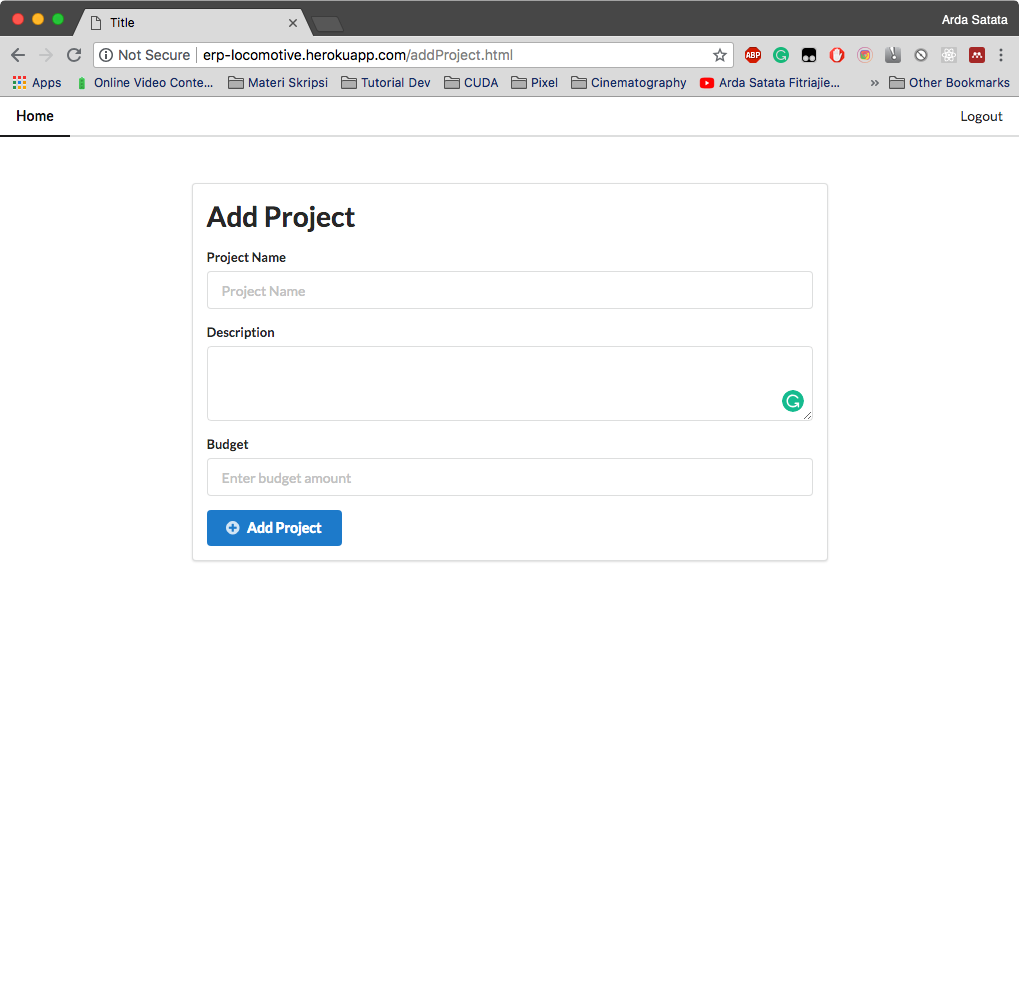 Title
Arda Satata
Not Secure erp-locomotive.herokuapp.com/addProject.html
ABP
Apps Online Video Conte... Materi Skripsi Tutorial Dev CUDA Pixel Cinematography Arda Satata Fitriajie... » Other Bookmarks
Home Logout
Add Project
Project Name
Project Name
Description
Budget
Enter budget amount
Add Project